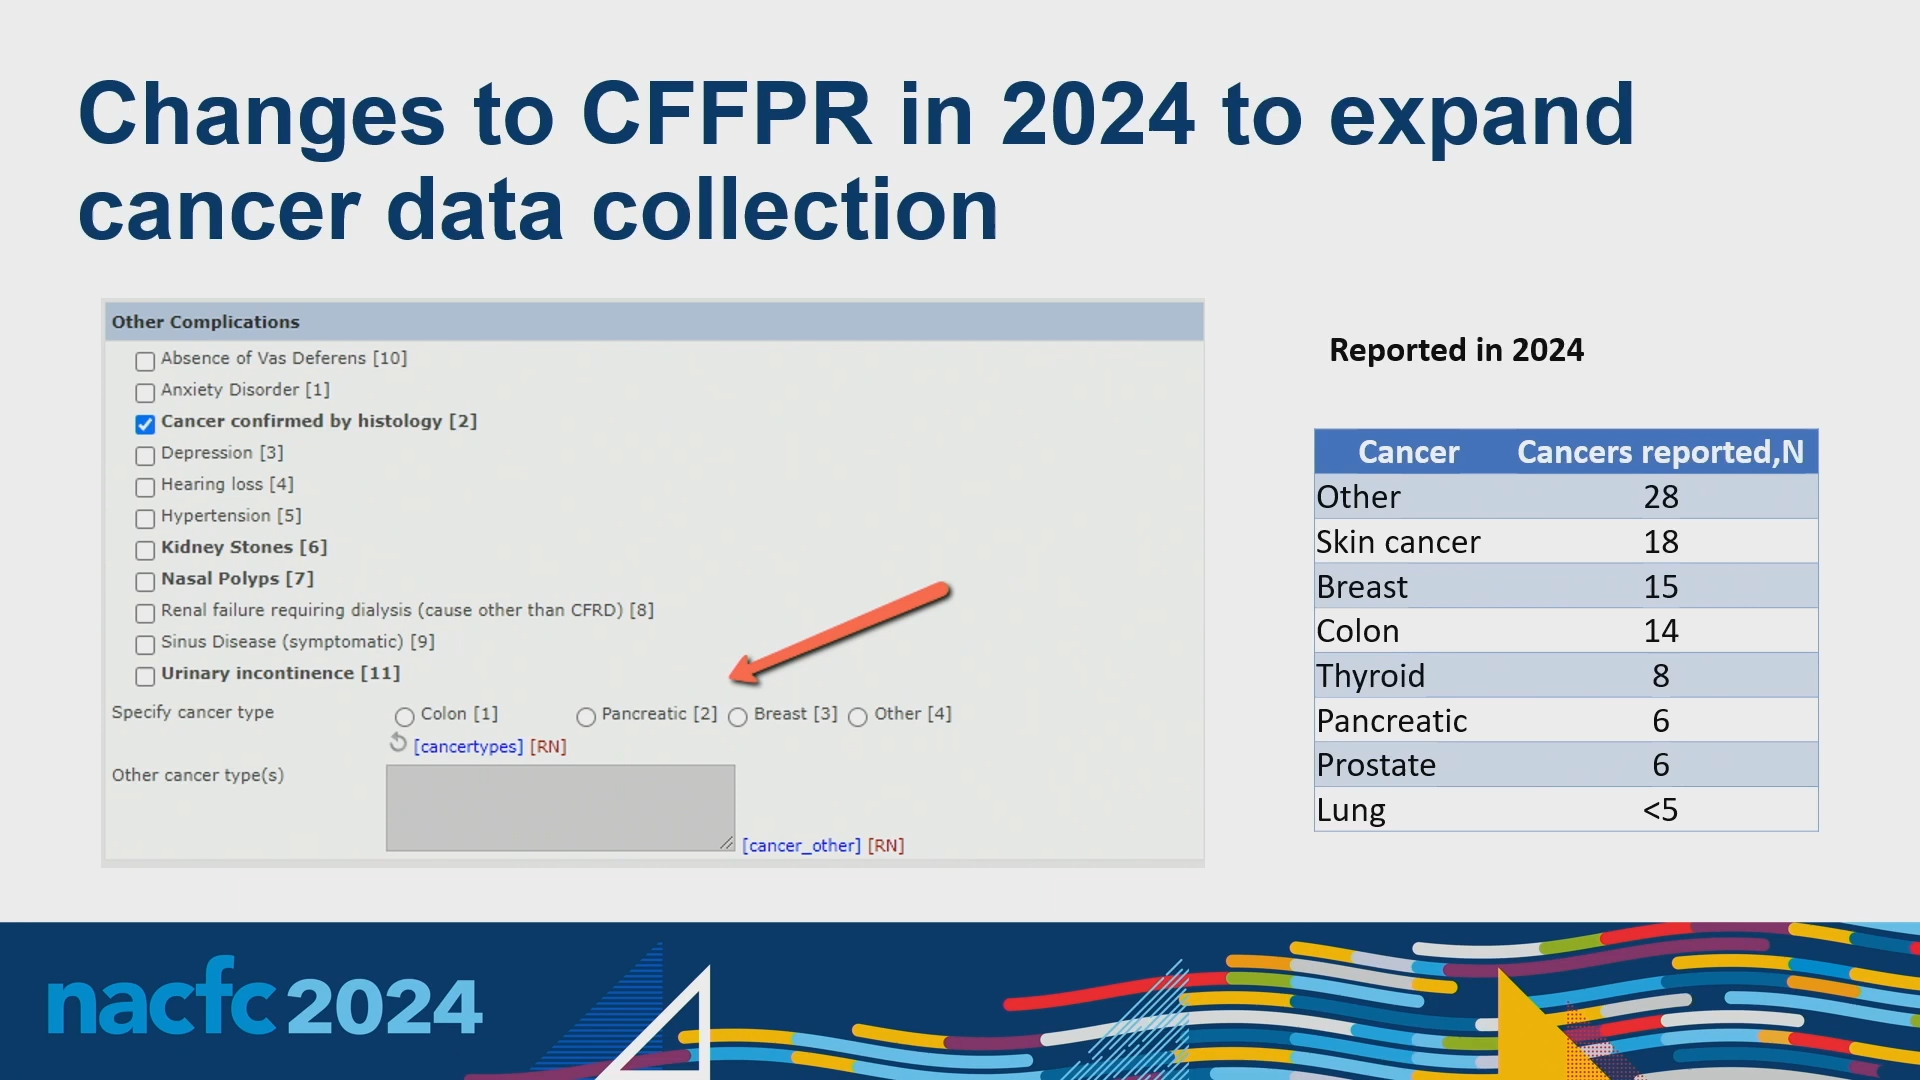 Changes to CFFPR in 2024 to expand
cancer data collection
Other Complications
Absence of Vas Deferens [10]
Anxiety Disorder [1]
Cancer confirmed by histology [2]
Depression [3]
Hearing loss [4]
Hypertension [5]
Kidney Stones [6]
Nasal Polyps [7]
Renal failure requiring dialysis (cause other than CFRD) [8]
Sinus Disease (symptomatic) [9]
Urinary incontinence [11]
Specify cancer type Colon [1] Pancreatic [2] Breast [3] Other [4]
[cancertypes] [RN]
Other cancer type(s)
[cancer_other] [RN]
Reported in 2024
Cancer Cancers reported,N
Other 28
Skin cancer 18
Breast 15
Colon 14
Thyroid 8
Pancreatic 6
Prostate 6
Lung <5
nacfc 2024